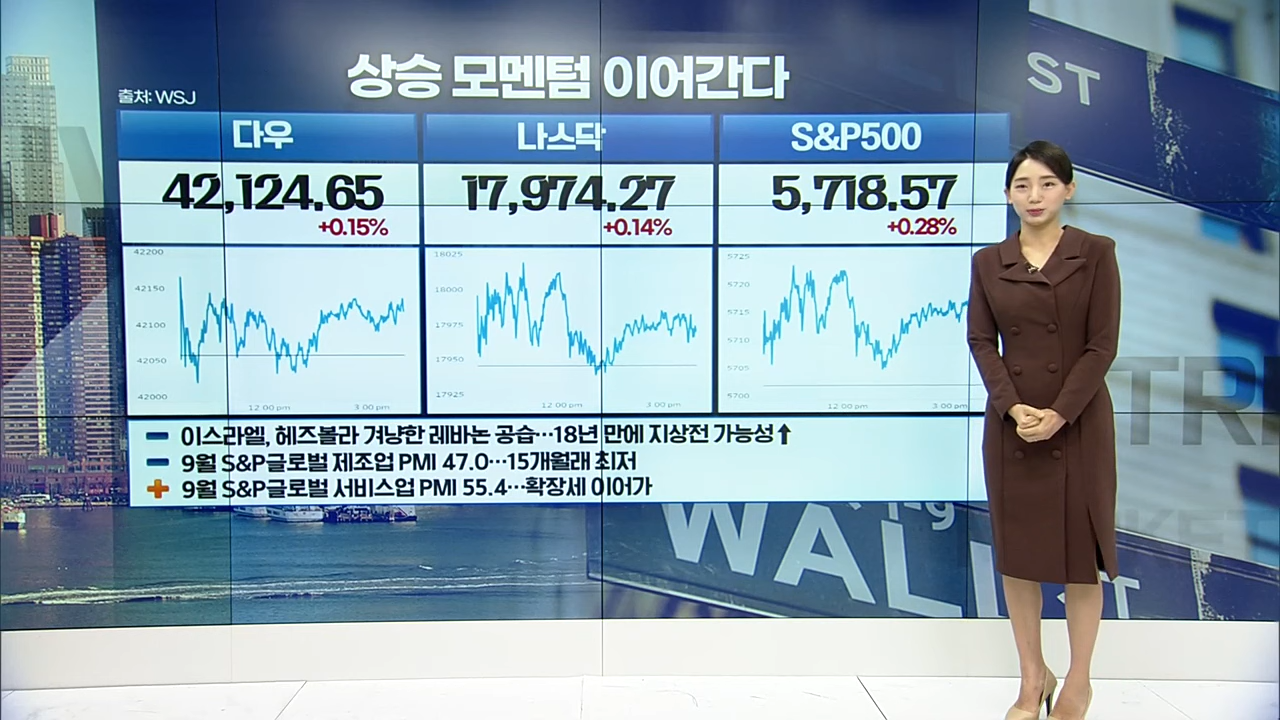 상승 모멘텀 이어간다
출처: WSJ
다우
나스닥
S&P500
42,124.65
+0.15%
17,974.27
+0.14%
5,718.57
+0.28%
42200
42150
42100
42050
42000
12:00 pm
3:00 pm
18025
18000
17975
17950
17925
12:00 pm
3:00 pm
5725
5720
5715
5710
5705
5700
12:00 pm
3:00 pm
- 이스라엘, 헤즈볼라 겨냥한 레바논 공습…18년 만에 지상전 가능성↑
- 9월 S&P글로벌 제조업 PMI 47.0…15개월래 최저
+ 9월 S&P글로벌 서비스업 PMI 55.4…확장세 이어가
ST
WALL
ST